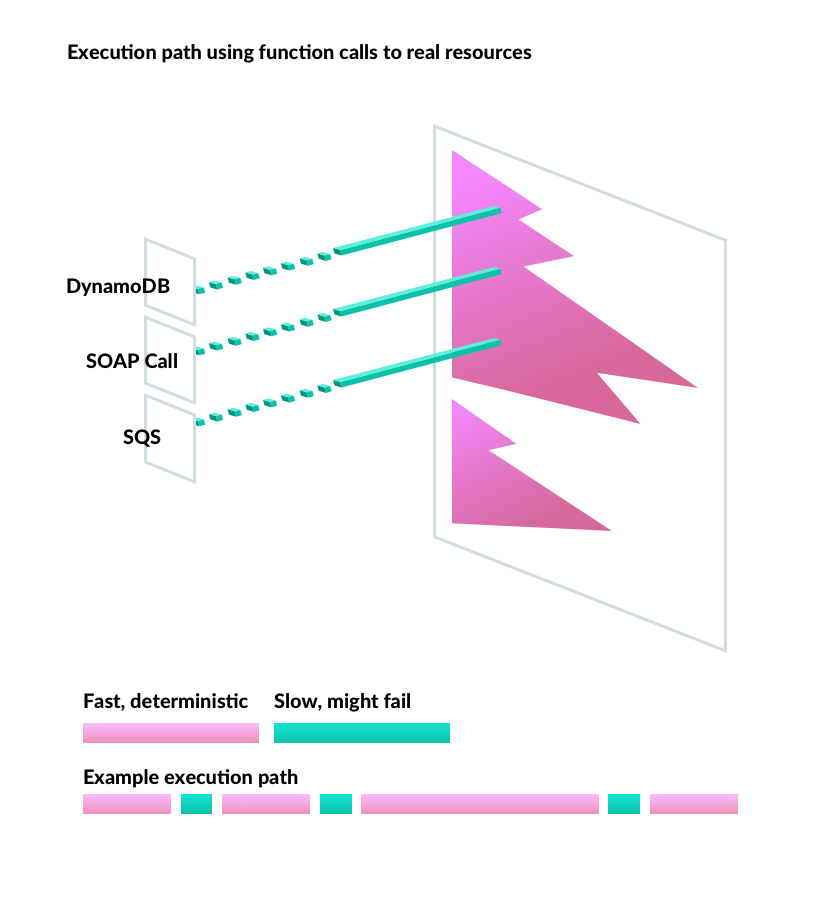 Execution path using function calls to real resources
DynamoDB
SOAP Call
SQS
Fast, deterministic
Slow, might fail
Example execution path